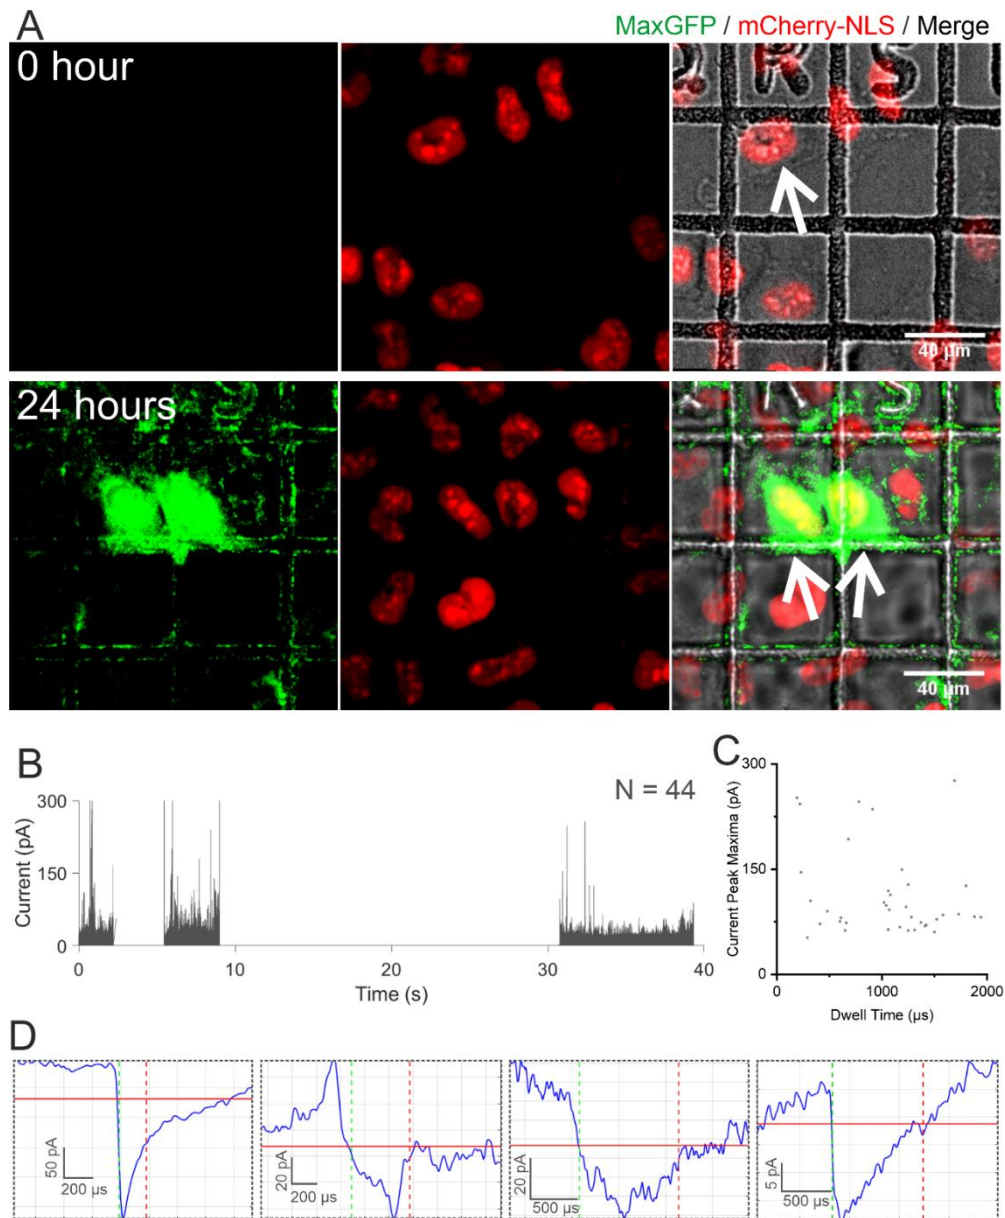 A
MaxGFP / mCherry-NLS / Merge
0 hour
R S
40 µm
24 hours
S
R S
40 µm
B
N = 44
Current (pA)
300
150
0
0 10 20 30 40
Time (s)
C
Current Peak Maxima (pA)
300
150
0
0 1000 2000
Dwell Time (µs)
D
50 pA
200 µs
20 pA
200 µs
20 pA
500 µs
5 pA
500 µs